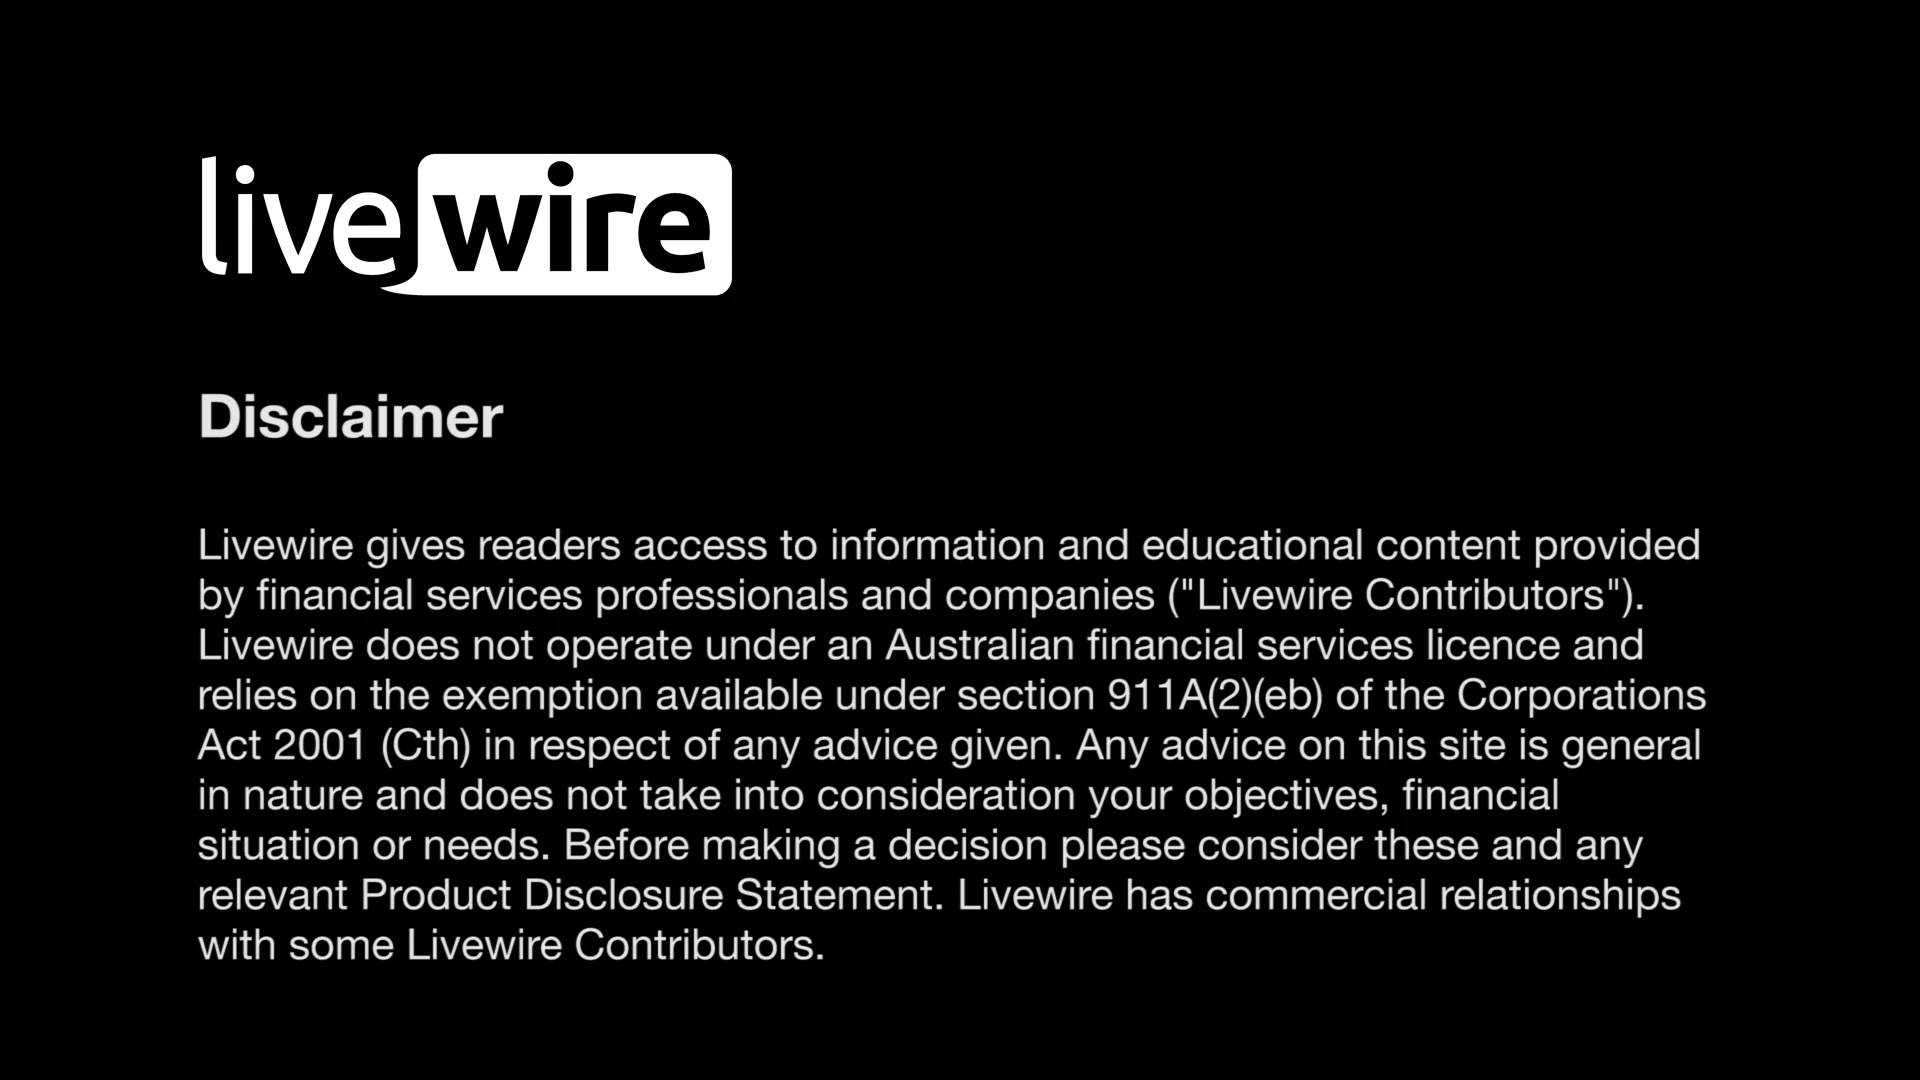 livewire
Disclaimer
Livewire gives readers access to information and educational content provided
by financial services professionals and companies ("Livewire Contributors").
Livewire does not operate under an Australian financial services licence and
relies on the exemption available under section 911A(2)(eb) of the Corporations
Act 2001 (Cth) in respect of any advice given. Any advice on this site is general
in nature and does not take into consideration your objectives, financial
situation or needs. Before making a decision please consider these and any
relevant Product Disclosure Statement. Livewire has commercial relationships
with some Livewire Contributors.